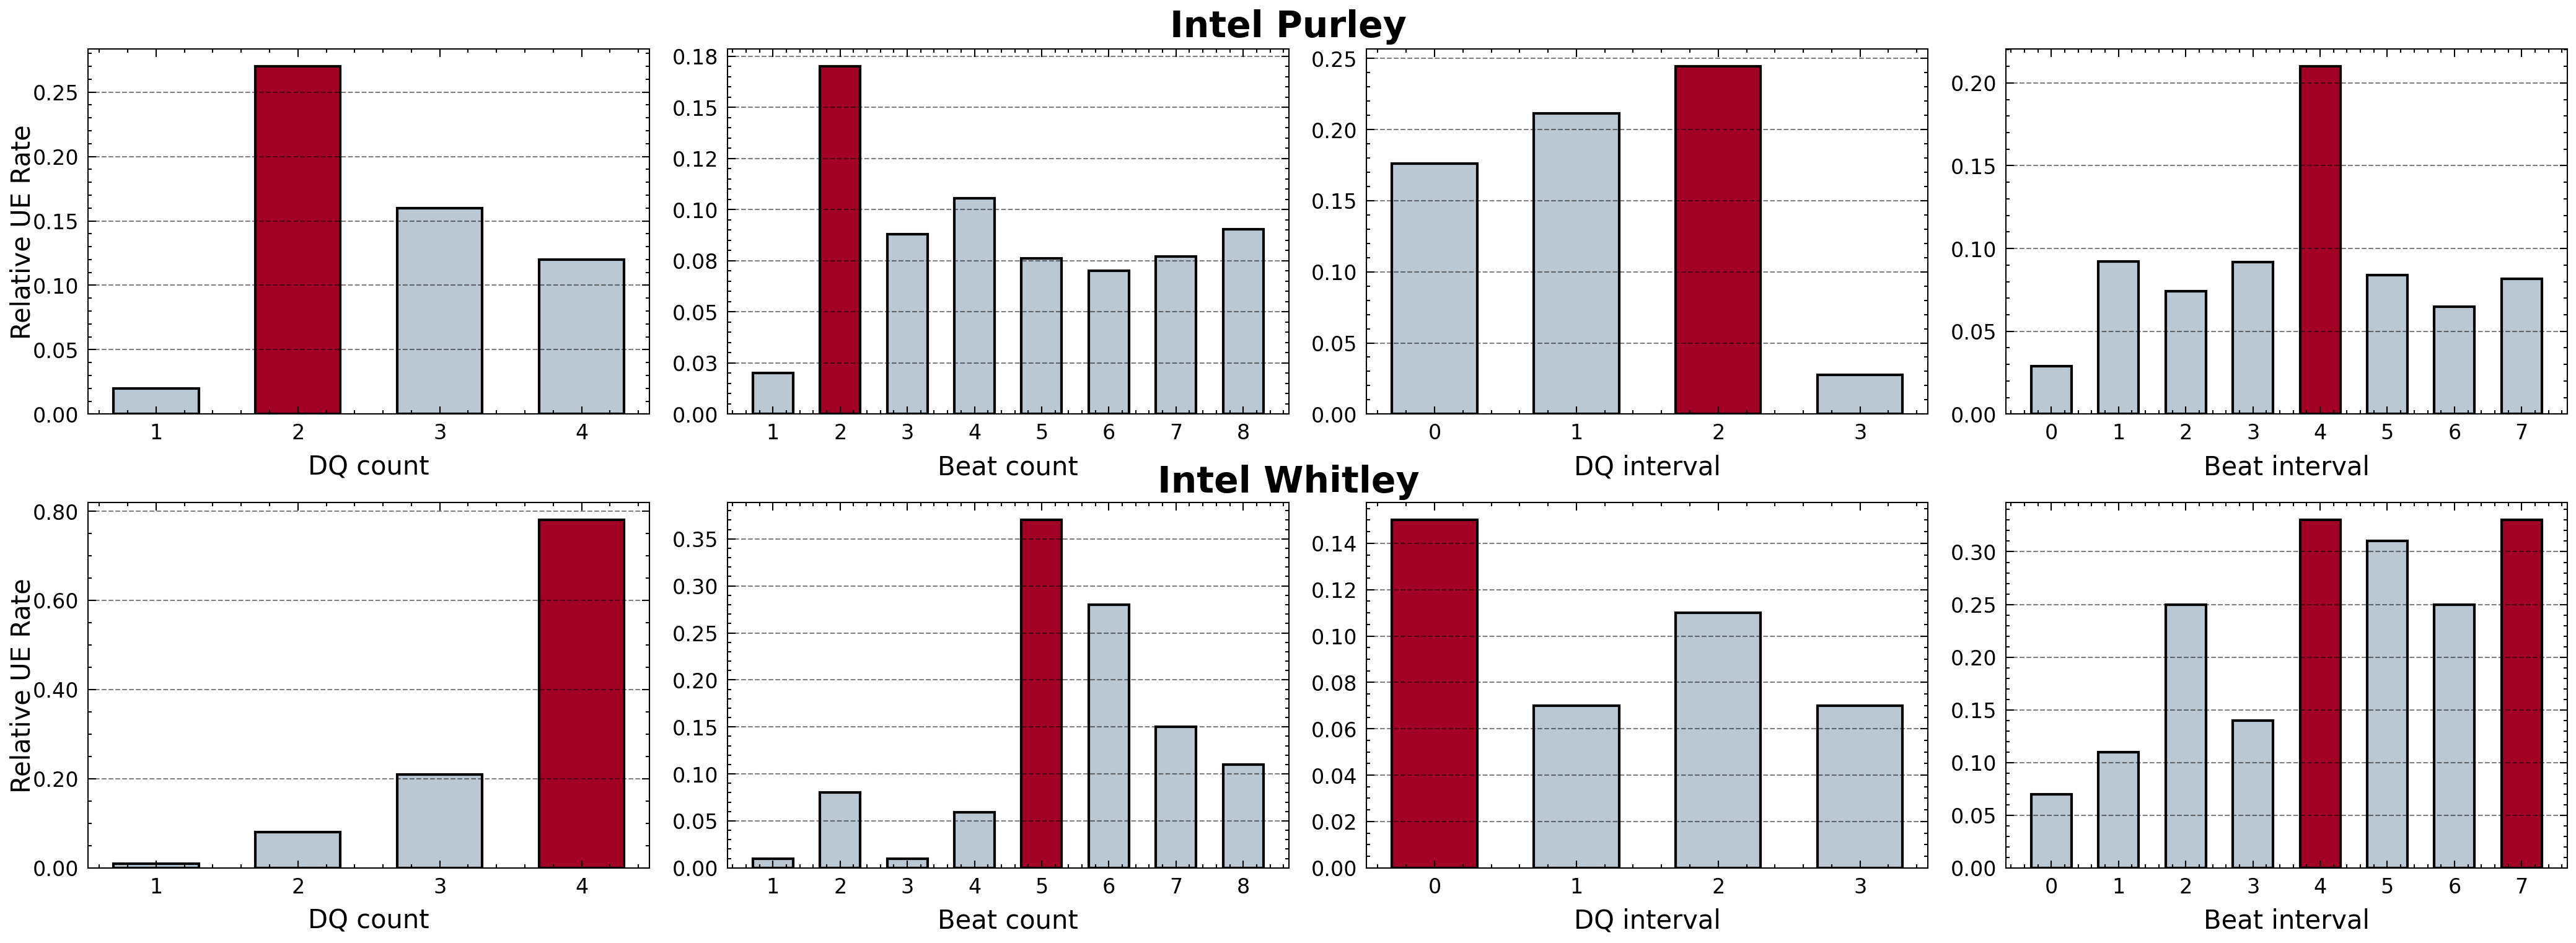 Intel Purley
Relative UE Rate
0.25
0.20
0.15
0.10
0.05
0.00
1 2 3 4
DQ count
0.18
0.15
0.12
0.10
0.08
0.05
0.03
0.00
1 2 3 4 5 6 7 8
Beat count
0.25
0.20
0.15
0.10
0.05
0.00
0 1 2 3
DQ interval
0.20
0.15
0.10
0.05
0.00
0 1 2 3 4 5 6 7
Beat interval
Intel Whitley
Relative UE Rate
0.80
0.60
0.40
0.20
0.00
1 2 3 4
DQ count
0.35
0.30
0.25
0.20
0.15
0.10
0.05
0.00
1 2 3 4 5 6 7 8
Beat count
0.14
0.12
0.10
0.08
0.06
0.04
0.02
0.00
0 1 2 3
DQ interval
0.30
0.25
0.20
0.15
0.10
0.05
0.00
0 1 2 3 4 5 6 7
Beat interval